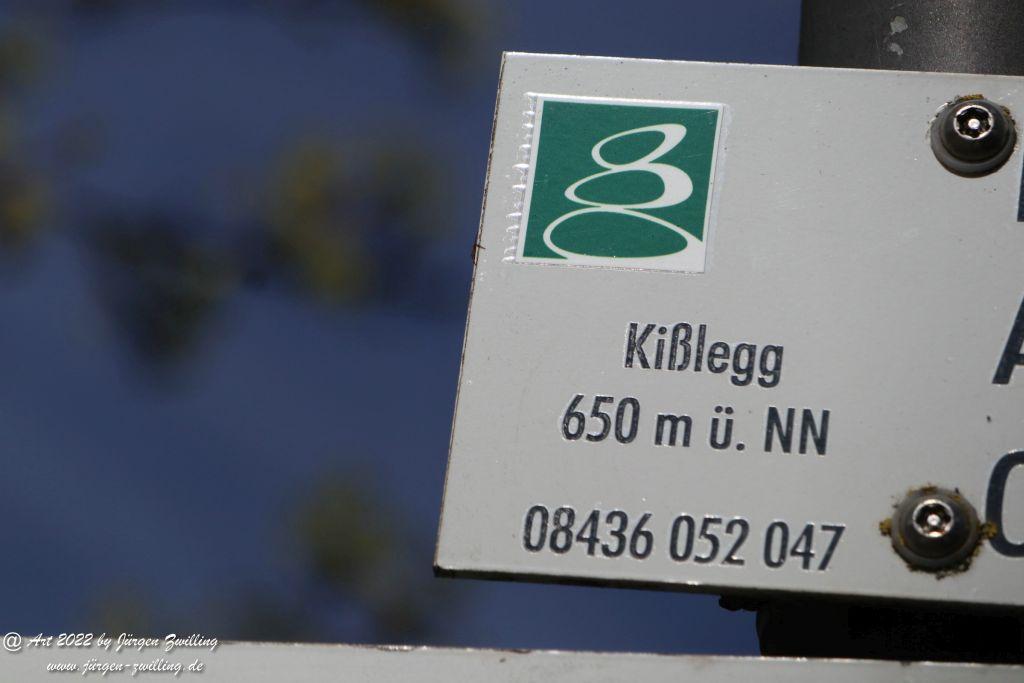 Kißlegg
650 m ü. NN
08436 052 047
@ Art 2022 by Jürgen Zwilling
www.jürgen-zwilling.de